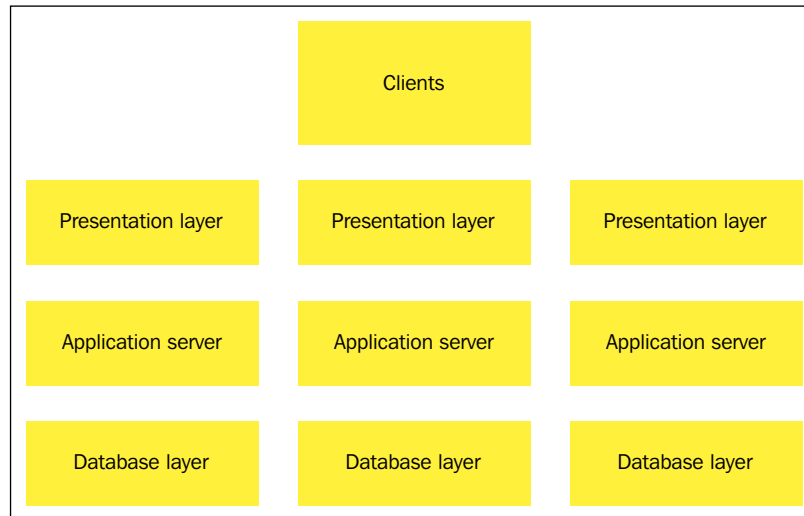 Clients
Presentation layer
Presentation layer
Presentation layer
Application server
Application server
Application server
Database layer
Database layer
Database layer